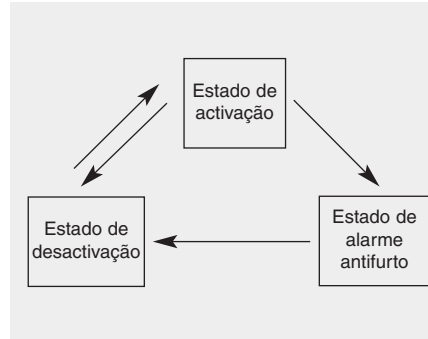 Estado de
activação
Estado de
desactivação
Estado de
alarme
antifurto